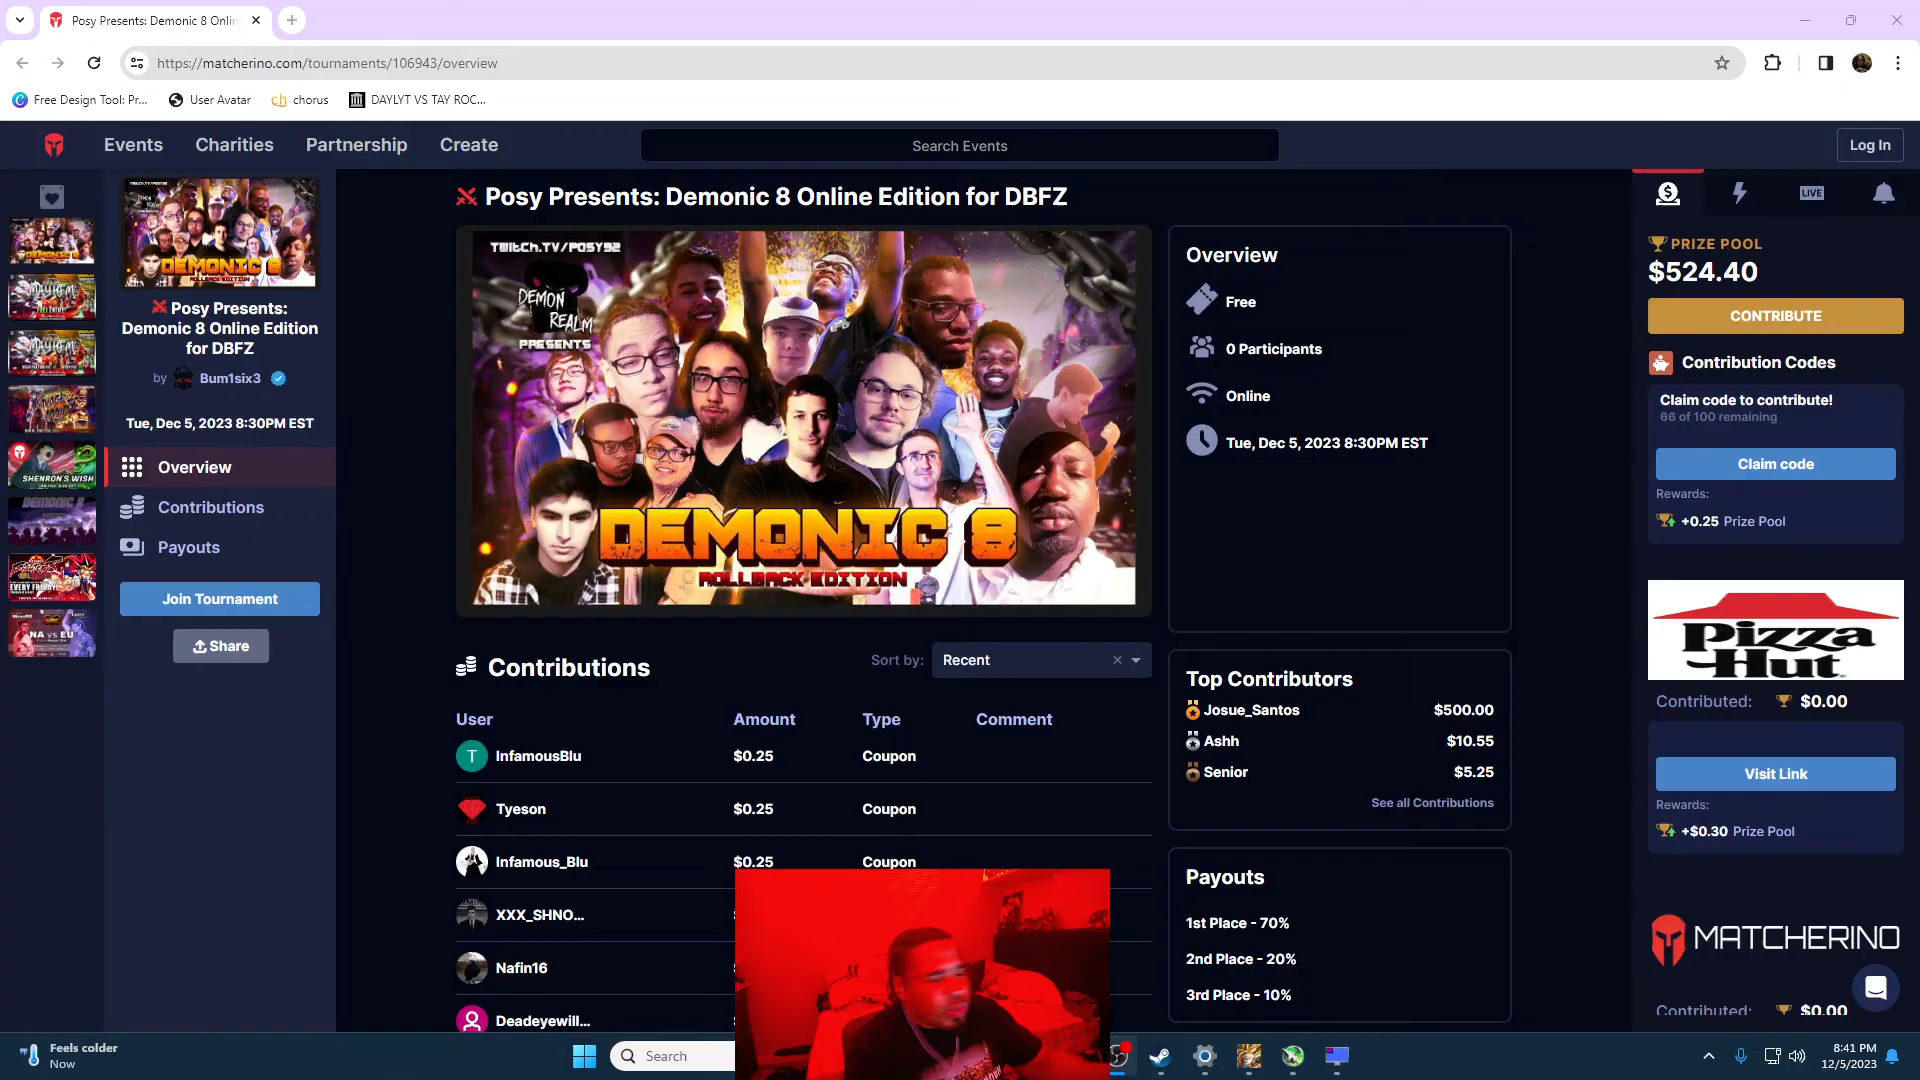 Posy Presents: Demonic 8 Onlin
https://matcherino.com/tournaments/106943/overview
Free Design Tool: Pr...
User Avatar
chorus
DAYLYT VS TAY ROC...
Events
Charities
Partnership
Create
Search Events
Log In
Posy Presents:
Demonic 8 Online Edition
for DBFZ
by Bum1six3
Tue, Dec 5, 2023 8:30PM EST
Overview
Contributions
Payouts
Join Tournament
Share
Posy Presents: Demonic 8 Online Edition for DBFZ
TWITCH.TV/POSY92
DEMON
REALM
PRESENTS
DEMONIC 8
ROLLBACK EDITION
Overview
Free
0 Participants
Online
Tue, Dec 5, 2023 8:30PM EST
Contributions
Sort by:
Recent
User Amount Type Comment
T InfamousBlu $0.25 Coupon
Tyeson $0.25 Coupon
Infamous_Blu $0.25 Coupon
XXX_SHNO...
Nafin16
Deadeyewill...
Top Contributors
Josue_Santos $500.00
Ashh $10.55
Senior $5.25
See all Contributions
Payouts
1st Place - 70%
2nd Place - 20%
3rd Place - 10%
LIVE
PRIZE POOL
$524.40
CONTRIBUTE
Contribution Codes
Claim code to contribute!
66 of 100 remaining
Claim code
Rewards:
+0.25 Prize Pool
Pizza
Hut
Contributed: $0.00
Visit Link
Rewards:
+$0.30 Prize Pool
MATCHERINO
Contributed: $0.00
Feels colder
Now
Search
8:41 PM
12/5/2023